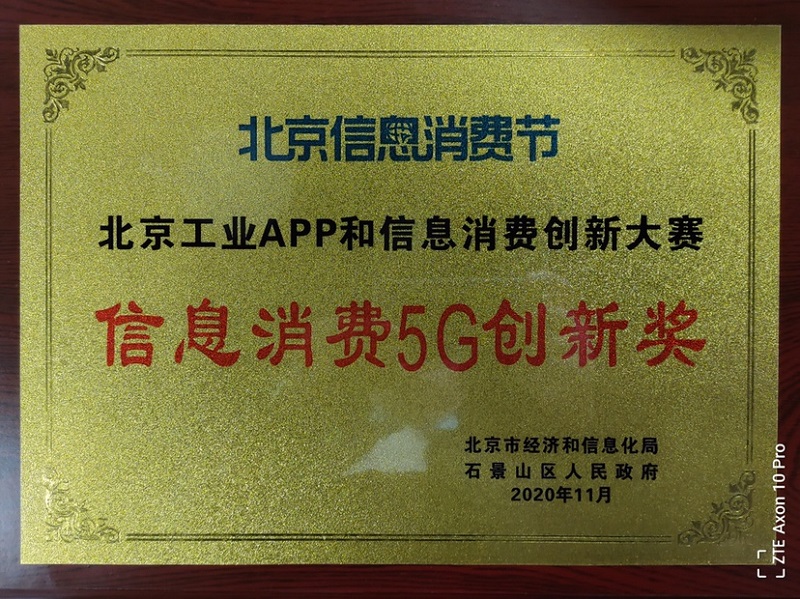 北京信息消费节
北京工业APP和信息消费创新大赛
信息消费5G创新奖
北京市经济和信息化局
石景山区人民政府
2020年11月
ZTE Axon 10 Pro